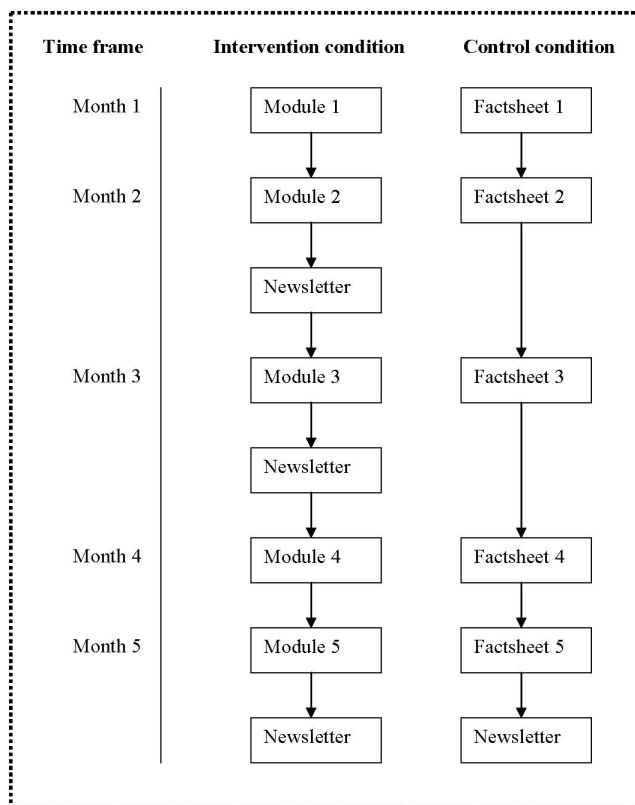 Time frame Intervention condition Control condition
Month 1 Module 1 Factsheet 1
Month 2 Module 2 Factsheet 2
Newsletter
Month 3 Module 3 Factsheet 3
Newsletter
Month 4 Module 4 Factsheet 4
Month 5 Module 5 Factsheet 5
Newsletter Newsletter